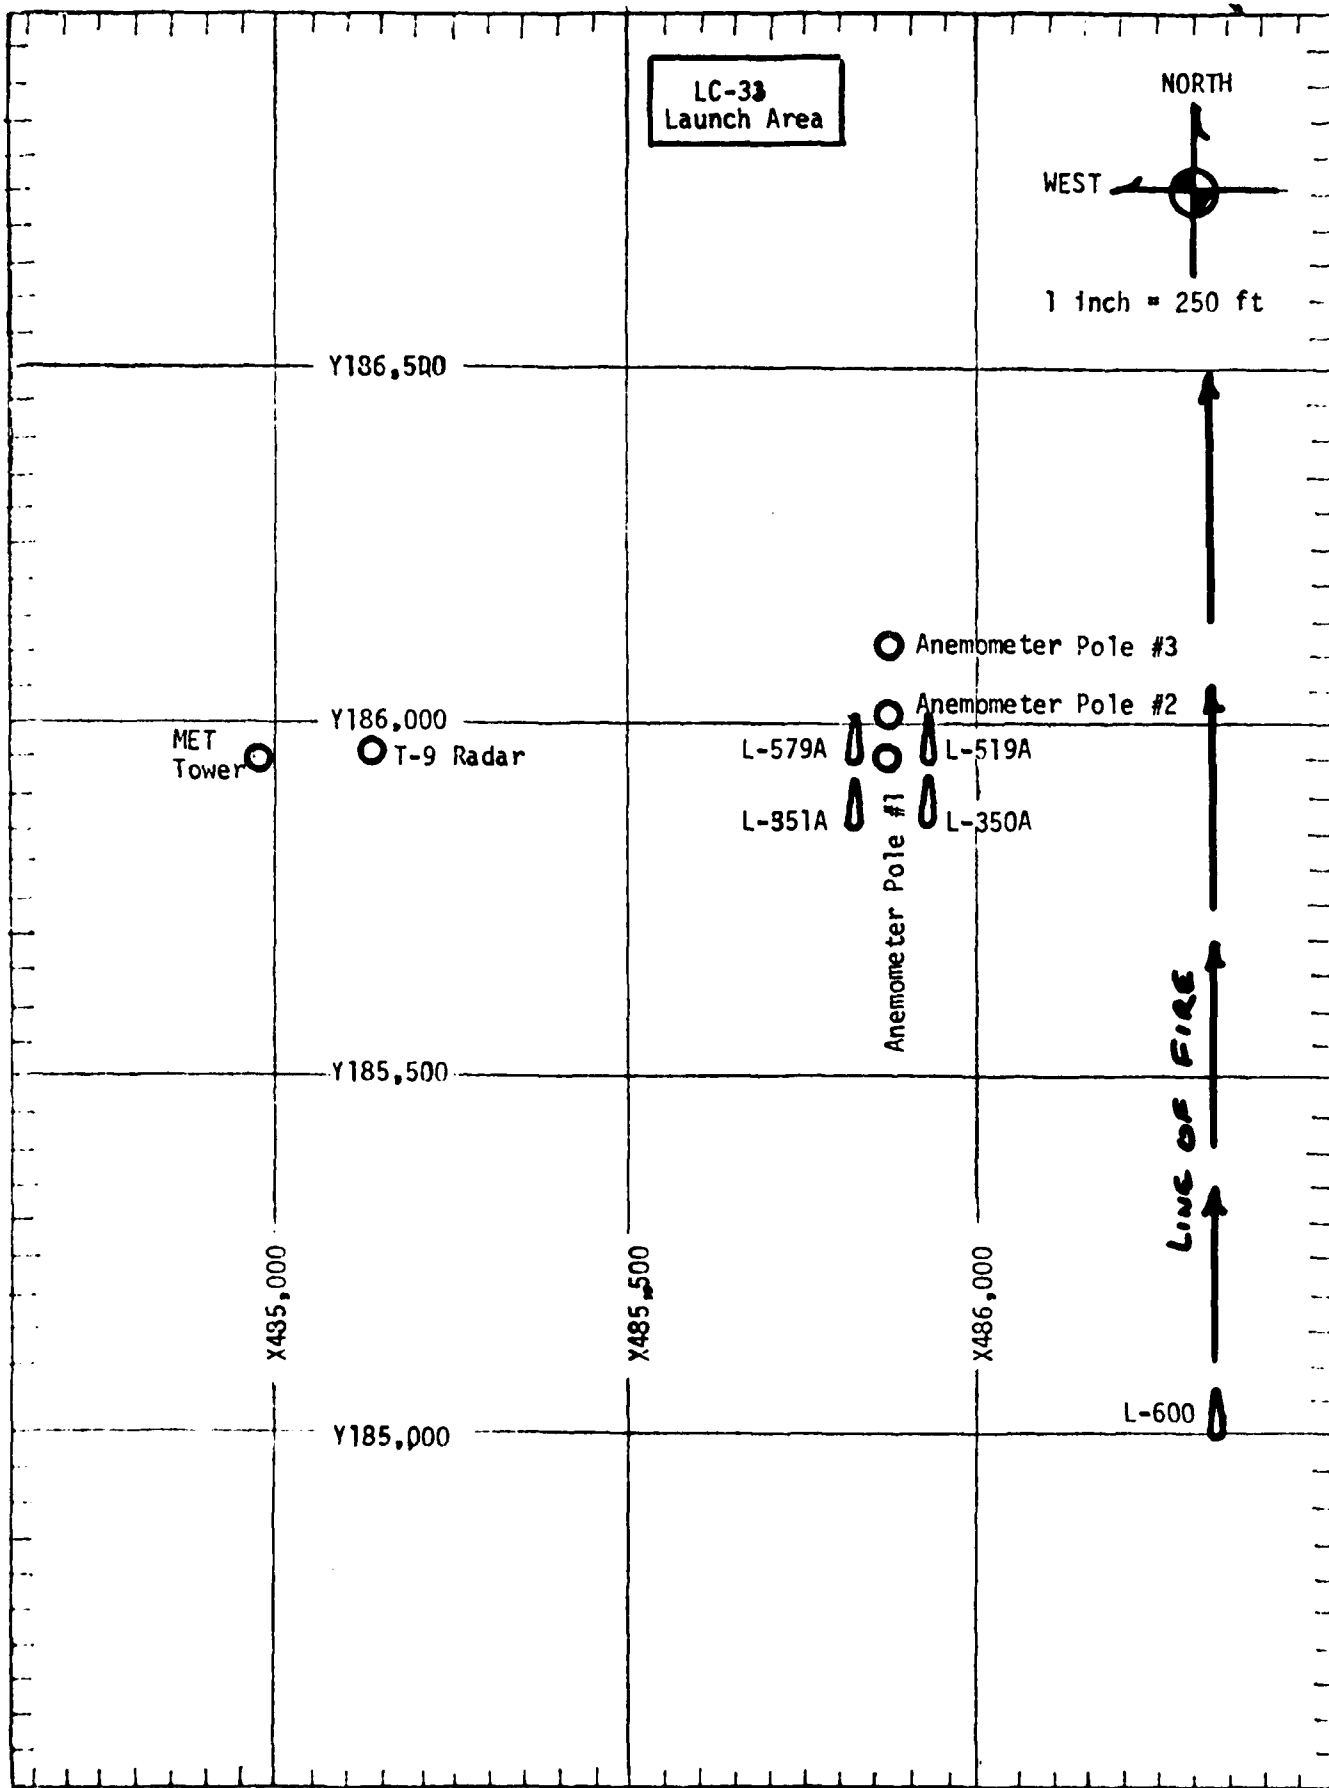 LC-33
Launch Area
NORTH
WEST
1 inch = 250 ft
Y186,500
Anemometer Pole #3
Y186,000
Anemometer Pole #2
MET
Tower
T-9 Radar
L-579A
L-519A
L-351A
L-350A
Anemometer Pole #1
Y185,500
LINE OF FIRE
X485,000
X485,500
X486,000
L-600
Y185,000